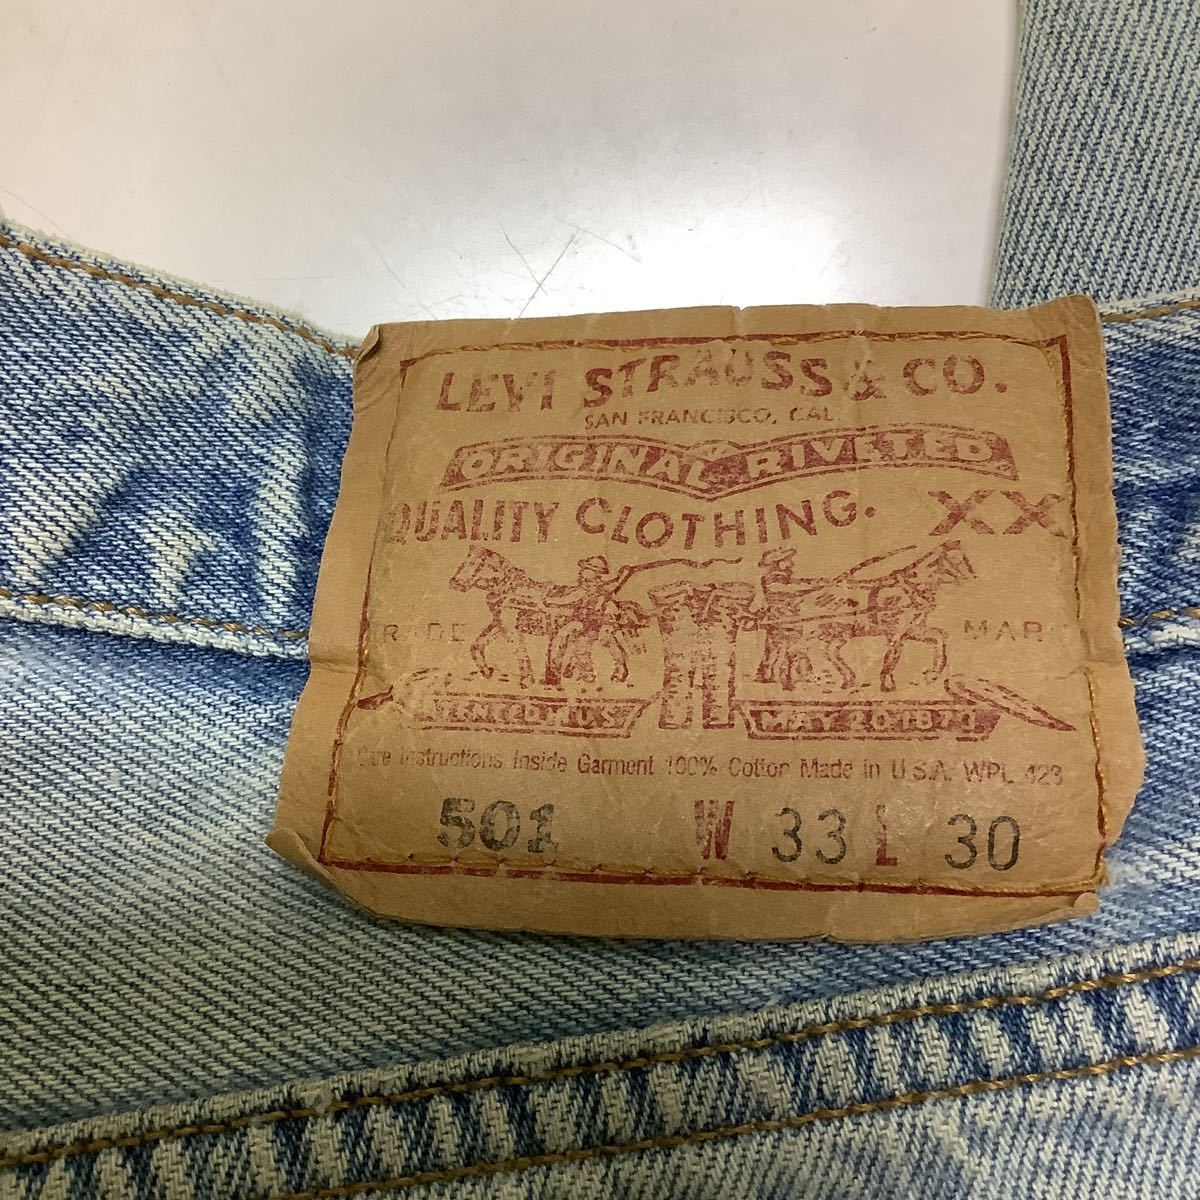 LEVI STRAUSS & CO.
SAN FRANCISCO, CAL.
ORIGINAL RIVETED
QUALITY CLOTHING. XX
TRADE MARK
PATENTED IN U.S. MAY 20 1873
Care Instructions Inside Garment 100% Cotton Made in U.S.A. WPL 423
501 W 33 L 30